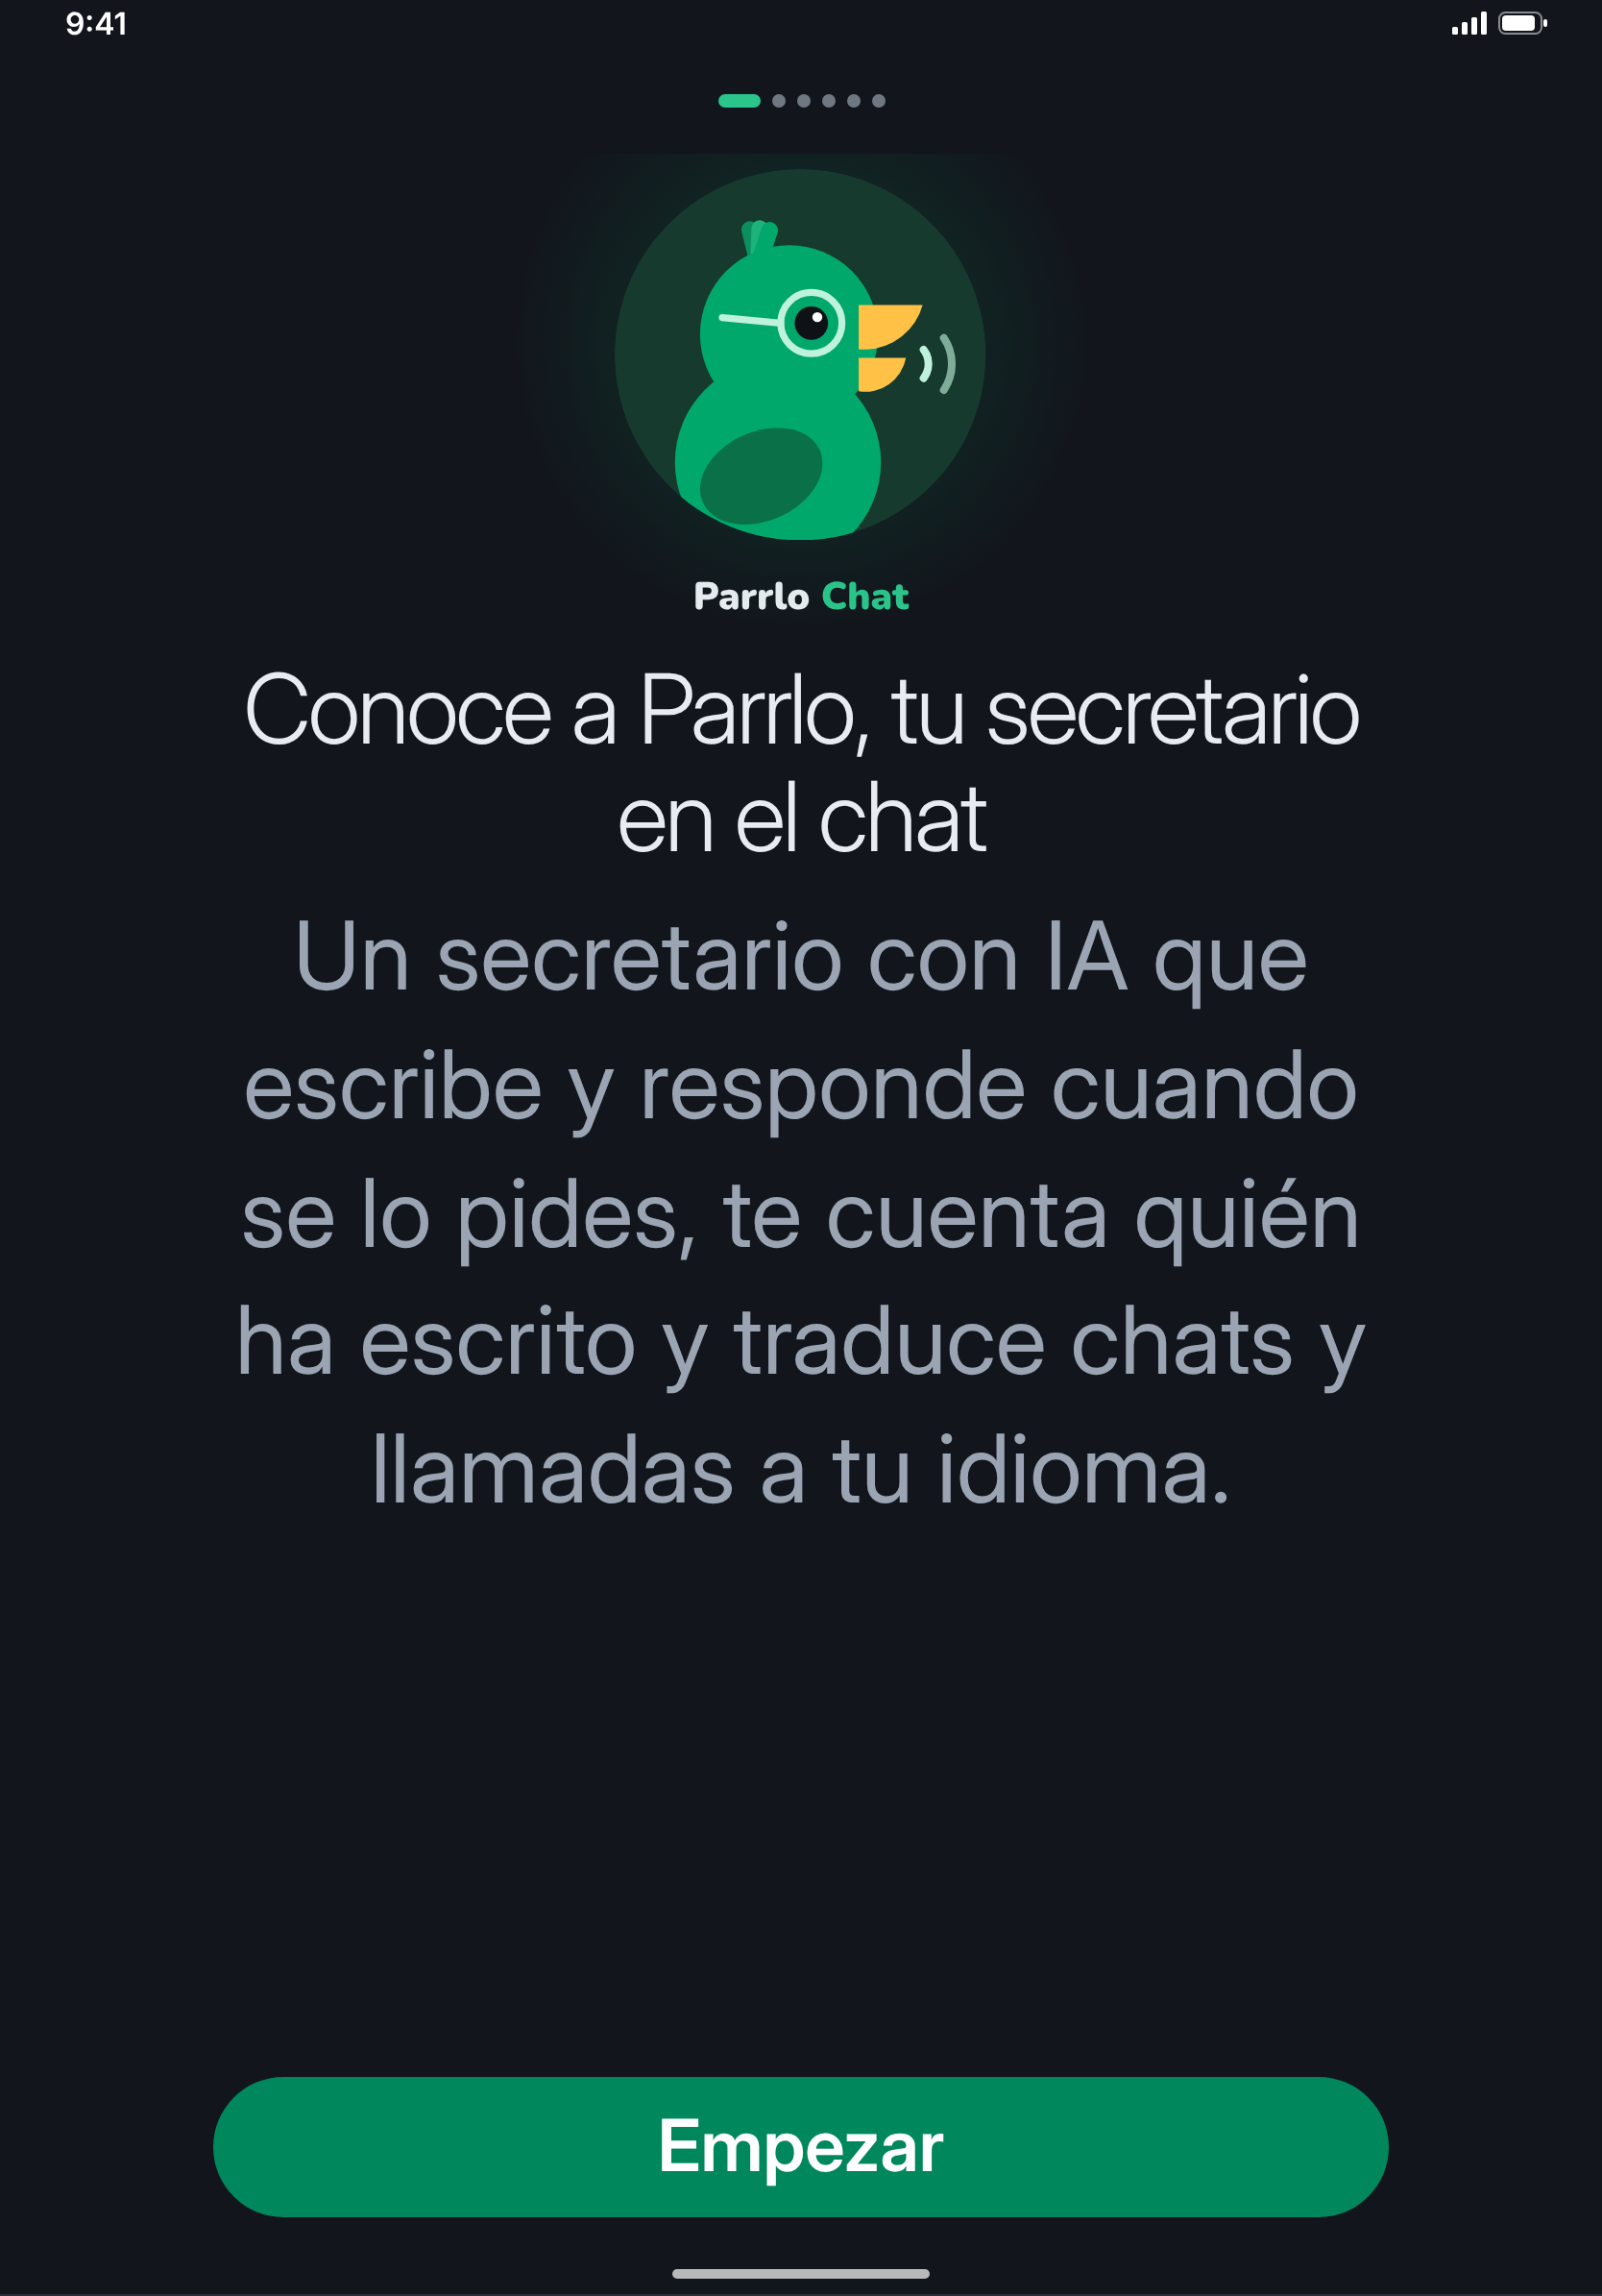 9:41
Parrlo Chat
Conoce a Parrlo, tu secretario
en el chat
Un secretario con IA que
escribe y responde cuando
se lo pides, te cuenta quién
ha escrito y traduce chats y
llamadas a tu idioma.
Empezar